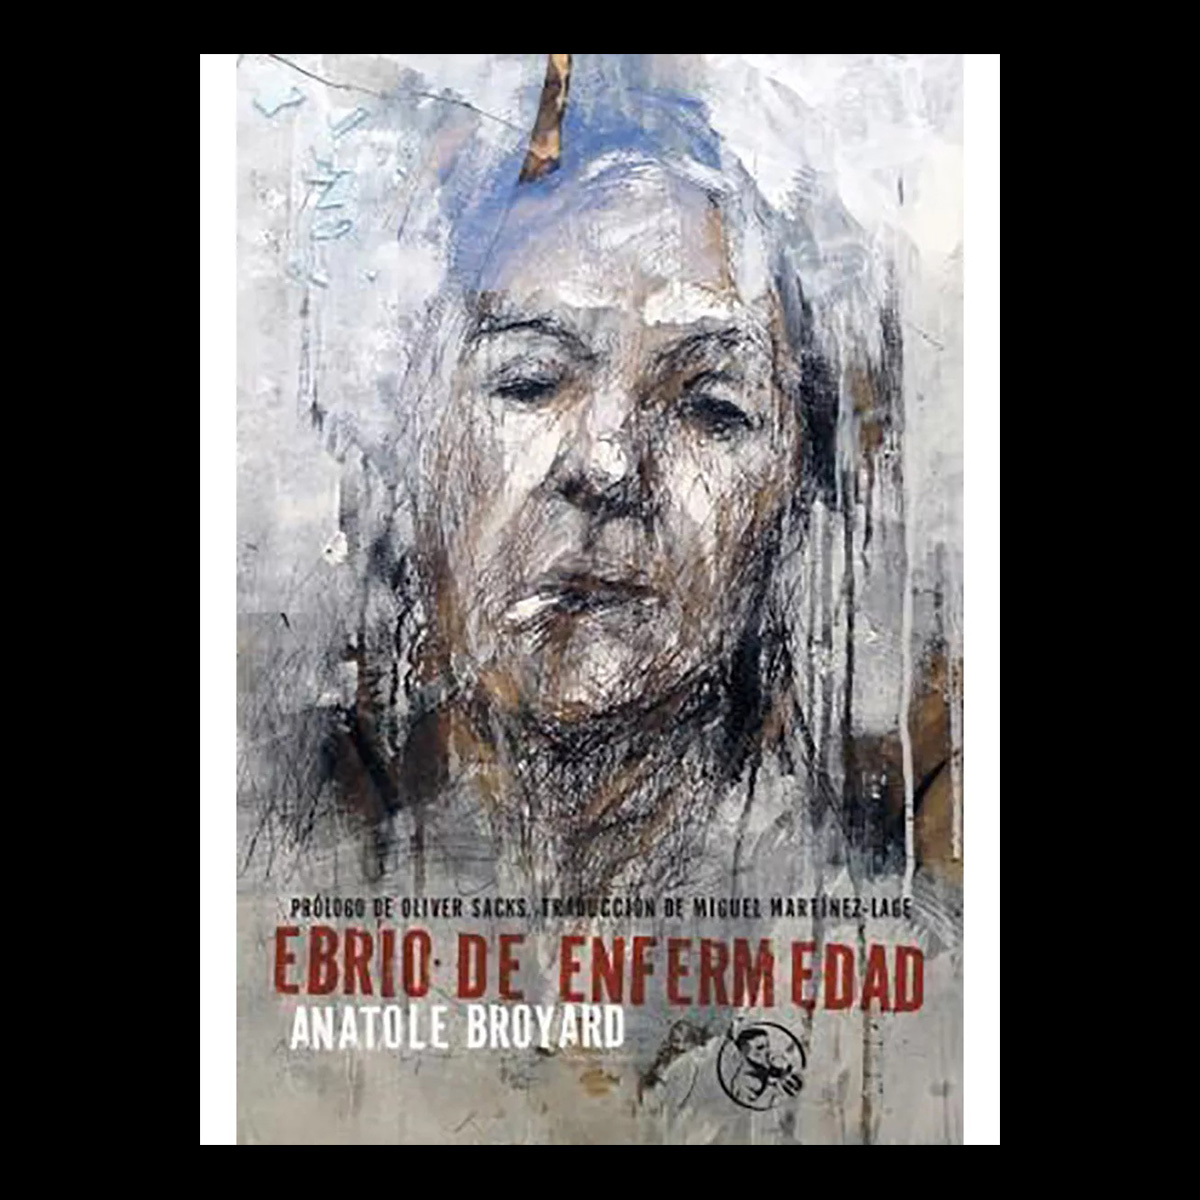 PRÓLOGO DE OLIVER SACKS. TRADUCCIÓN DE MIGUEL MARTÍNEZ-LAGE
EBRIO DE ENFERMEDAD
ANATOLE BROYARD